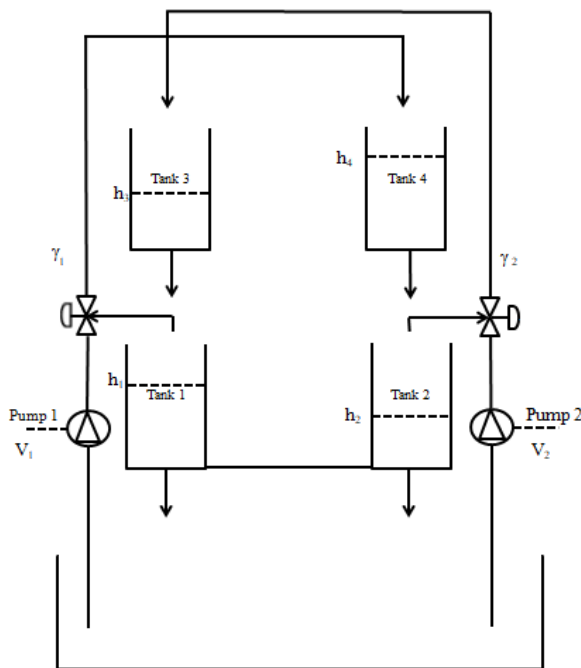 Tank 3
h₃
h₄
Tank 4
γ₁
γ₂
h₁
Tank 1
Tank 2
h₂
Pump 1
V₁
Pump 2
V₂